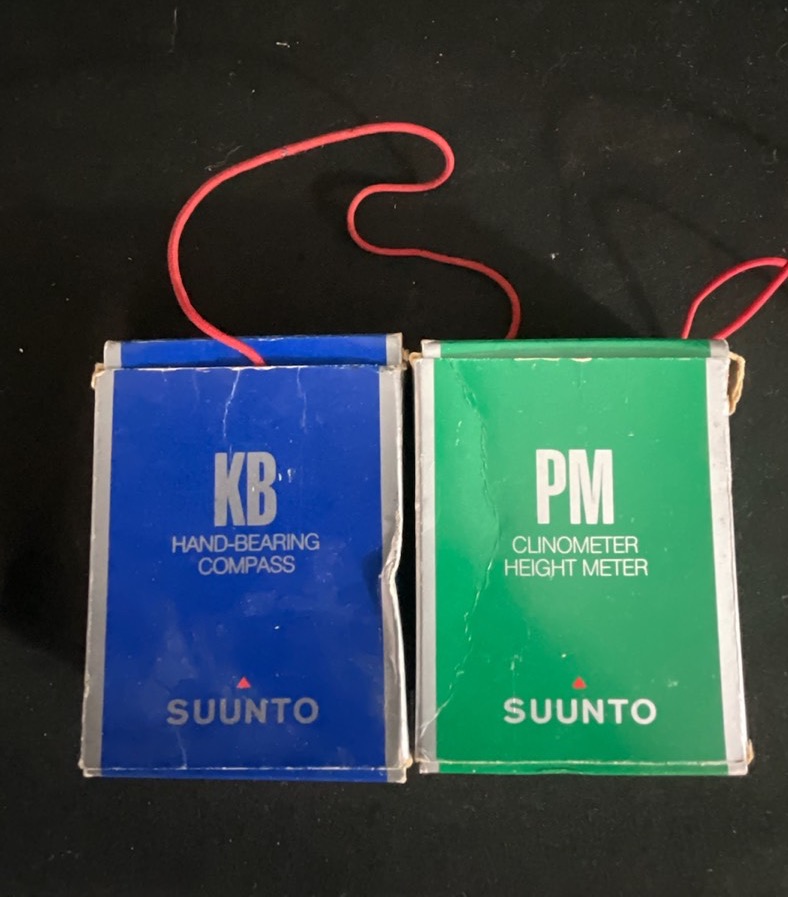 KB
HAND-BEARING
COMPASS
SUUNTO
PM
CLINOMETER
HEIGHT METER
SUUNTO